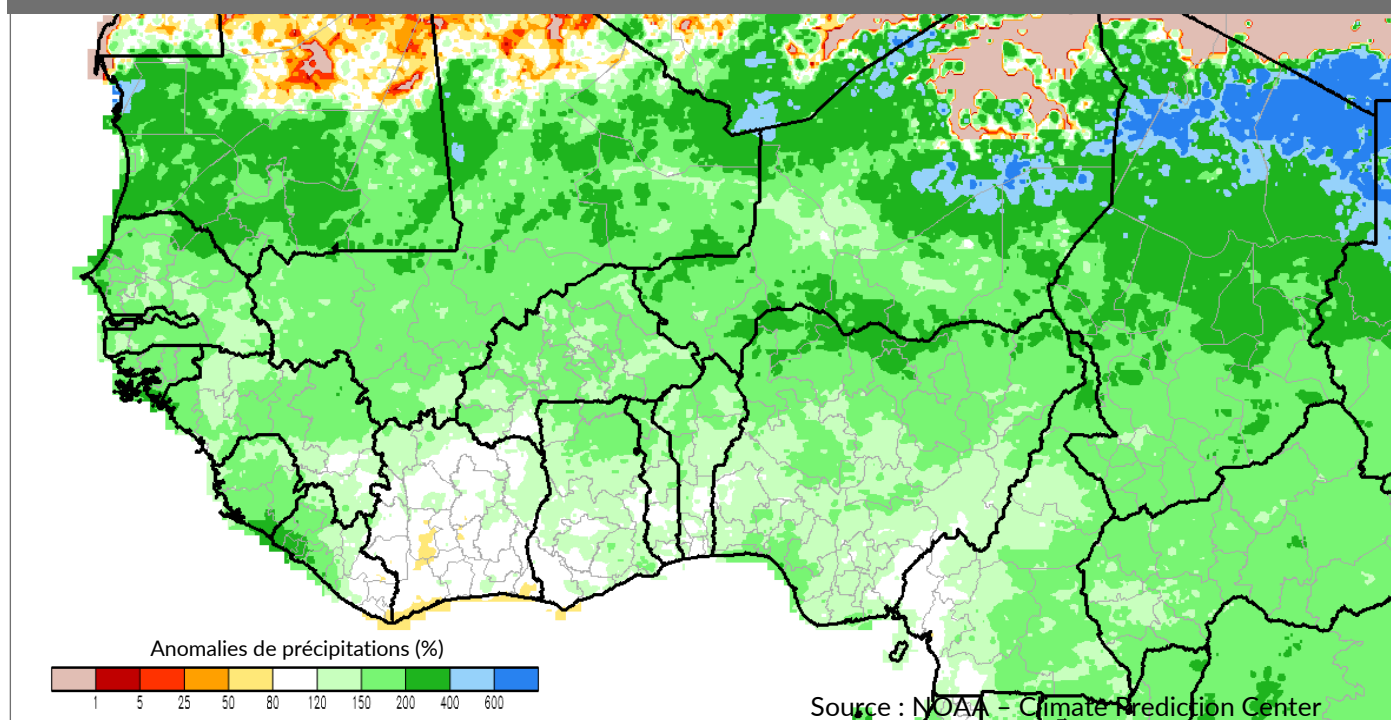 Anomalies de précipitations (%)
1 5 25 50 80 120 150 200 400 600
Source : NOAA – Climate Prediction Center